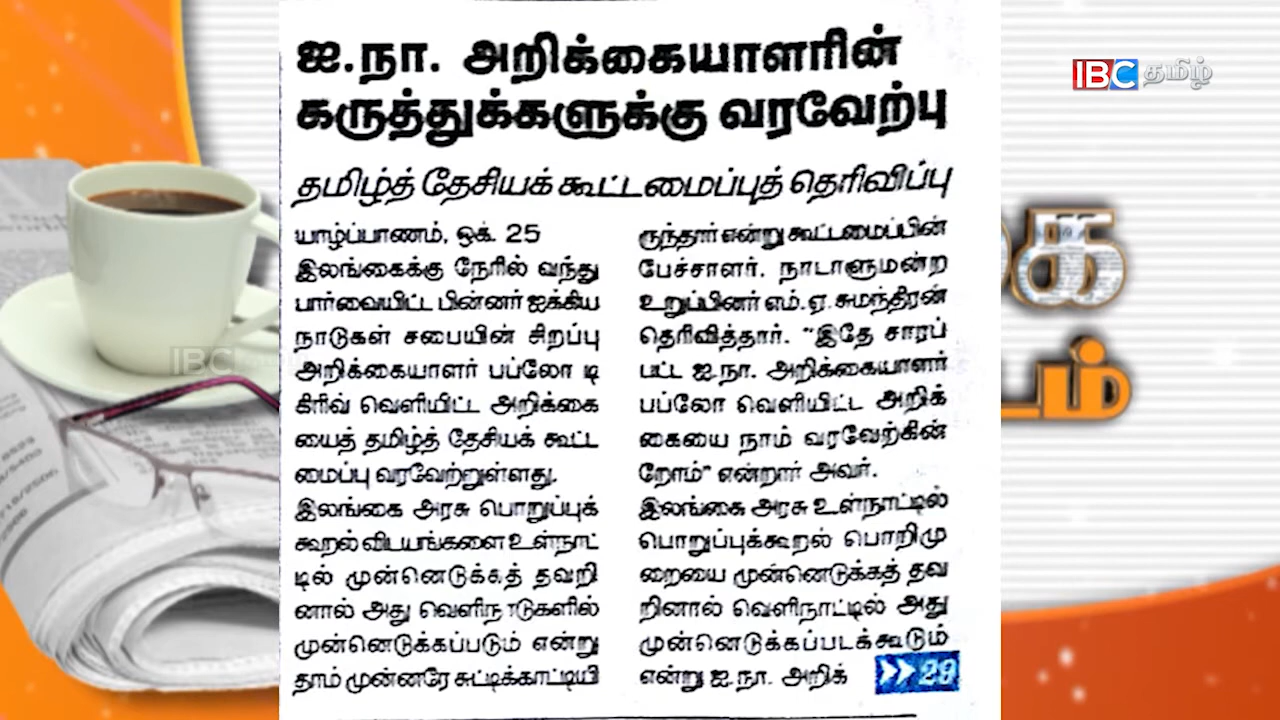 ஐ.நா. அறிக்கையாளரின்
கருத்துக்களுக்கு வரவேற்பு
தமிழ்த் தேசியக் கூட்டமைப்புத் தெரிவிப்பு
யாழ்ப்பாணம், ஒக். 25
இலங்கைக்கு நேரில் வந்து
பார்வையிட்ட பின்னர் ஐக்கிய
நாடுகள் சபையின் சிறப்பு
அறிக்கையாளர் பப்லோ டி
கிரிவ் வெளியிட்ட அறிக்கை
யைத் தமிழ்த் தேசியக் கூட்ட
மைப்பு வரவேற்றுள்ளது.
இலங்கை அரசு பொறுப்புக்
கூறல் விடயங்களை உள்நாட்
டில் முன்னெடுக்கத் தவறி
னால் அது வெளிநாடுகளில்
முன்னெடுக்கப்படும் என்று
தாம் முன்னரே சுட்டிக்காட்டியி
ருந்தார் என்று கூட்டமைப்பின்
பேச்சாளர். நாடாளுமன்ற
உறுப்பினர் எம்.ஏ.சுமந்திரன்
தெரிவித்தார். "இதே சாரப்
பட்ட ஐ.நா. அறிக்கையாளர்
பப்லோ வெளியிட்ட அறிக்
கையை நாம் வரவேற்கின்
றோம்" என்றார் அவர்.
இலங்கை அரசு உள்நாட்டில்
பொறுப்புக்கூறல் பொறிமு
றையை முன்னெடுக்கத் தவ
றினால் வெளிநாட்டில் அது
முன்னெடுக்கப்படக்கூடும்
என்று ஐ.நா. அறிக்
29
IBC தமிழ்